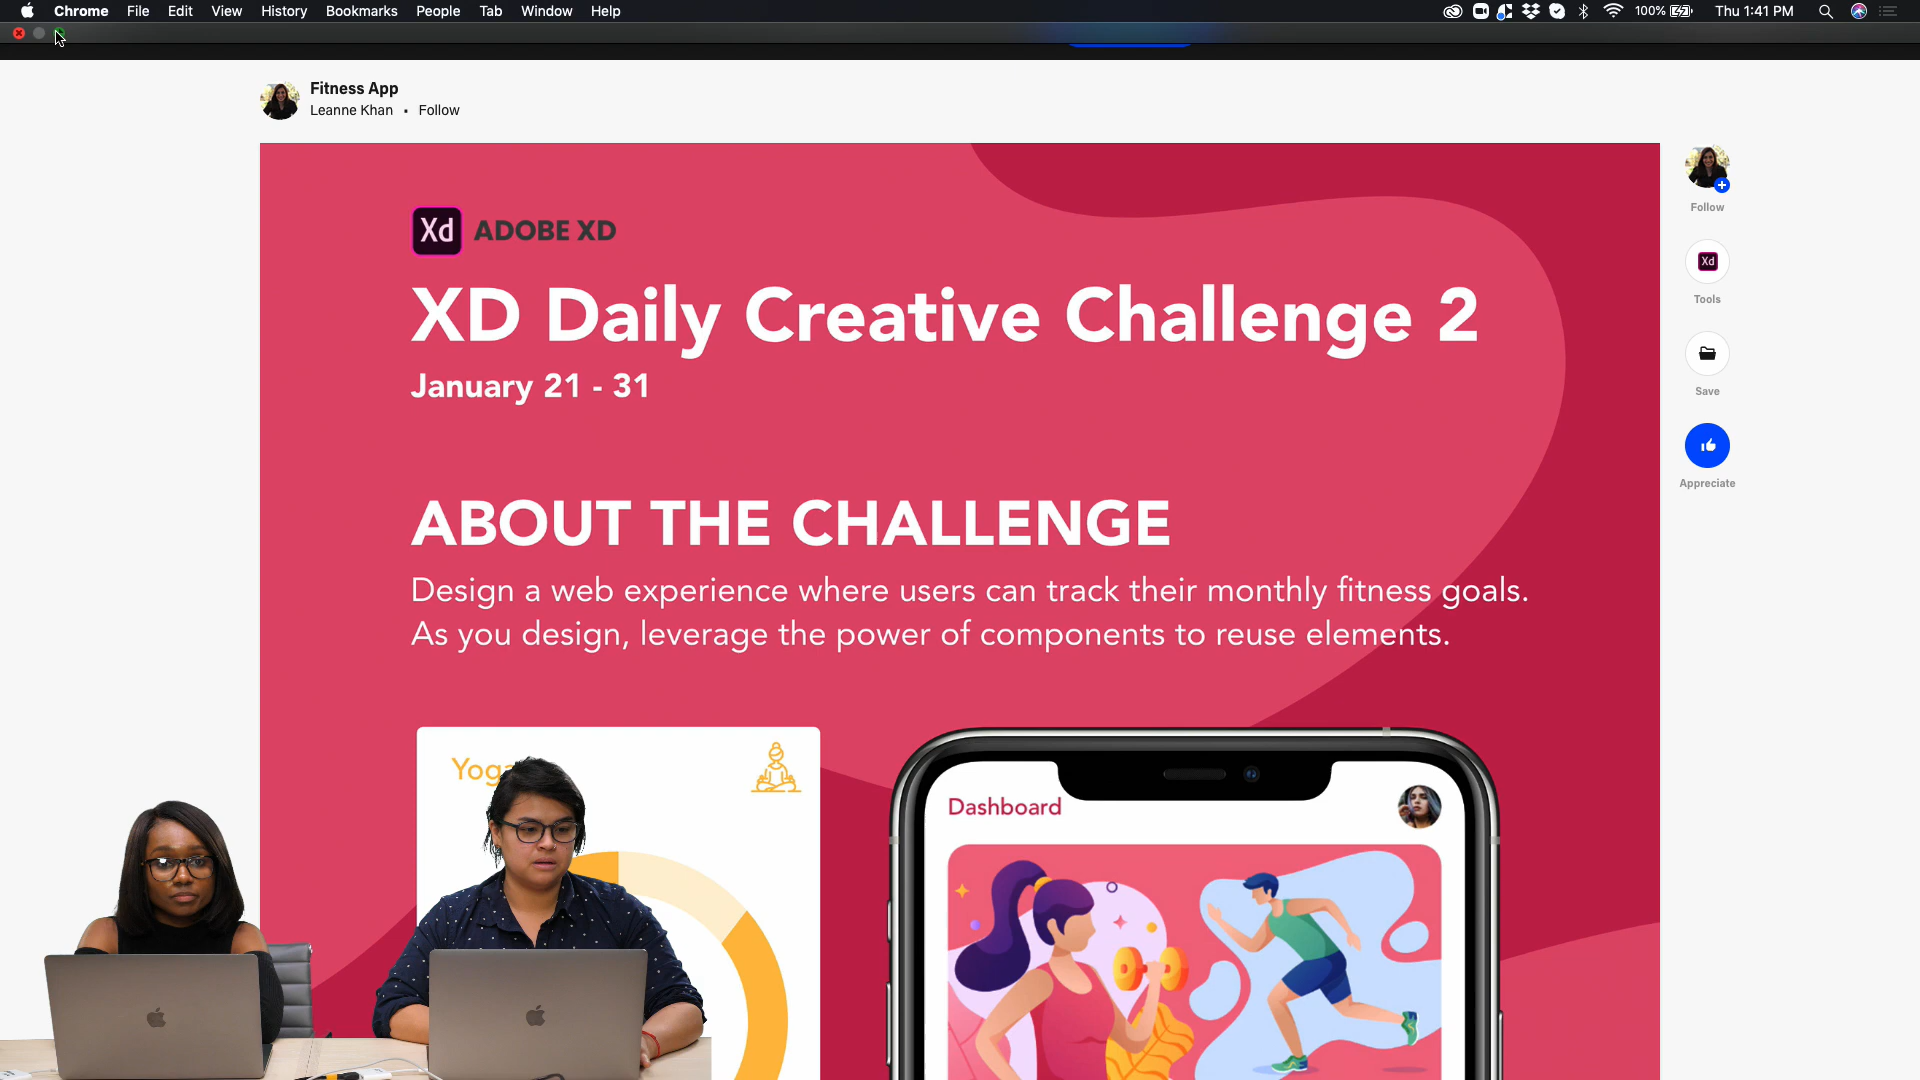 Chrome File Edit View History Bookmarks People Tab Window Help
100% Thu 1:41 PM
Fitness App
Leanne Khan • Follow
Xd ADOBE XD
XD Daily Creative Challenge 2
January 21 - 31
ABOUT THE CHALLENGE
Design a web experience where users can track their monthly fitness goals.
As you design, leverage the power of components to reuse elements.
Dashboard
Follow
Xd
Tools
Save
Appreciate